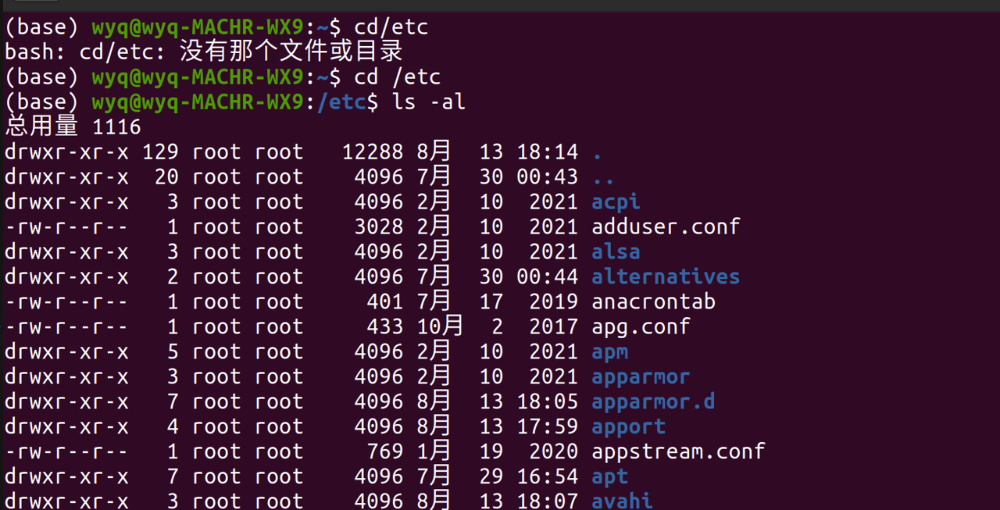 (base) wyq@wyq-MACHR-WX9:~$ cd/etc
bash: cd/etc: 没有那个文件或目录
(base) wyq@wyq-MACHR-WX9:~$ cd /etc
(base) wyq@wyq-MACHR-WX9:/etc$ ls -al
总用量 1116
drwxr-xr-x 129 root root   12288 8月  13 18:14 .
drwxr-xr-x  20 root root    4096 7月  30 00:43 ..
drwxr-xr-x   3 root root    4096 2月  10  2021 acpi
-rw-r--r--   1 root root    3028 2月  10  2021 adduser.conf
drwxr-xr-x   3 root root    4096 2月  10  2021 alsa
drwxr-xr-x   2 root root    4096 7月  30 00:44 alternatives
-rw-r--r--   1 root root     401 7月  17  2019 anacrontab
-rw-r--r--   1 root root     433 10月  2  2017 apg.conf
drwxr-xr-x   5 root root    4096 2月  10  2021 apm
drwxr-xr-x   3 root root    4096 2月  10  2021 apparmor
drwxr-xr-x   7 root root    4096 8月  13 18:05 apparmor.d
drwxr-xr-x   4 root root    4096 8月  13 17:59 apport
-rw-r--r--   1 root root     769 1月  19  2020 appstream.conf
drwxr-xr-x   7 root root    4096 7月  29 16:54 apt
drwxr-xr-x   3 root root    4096 8月  13 18:07 avahi